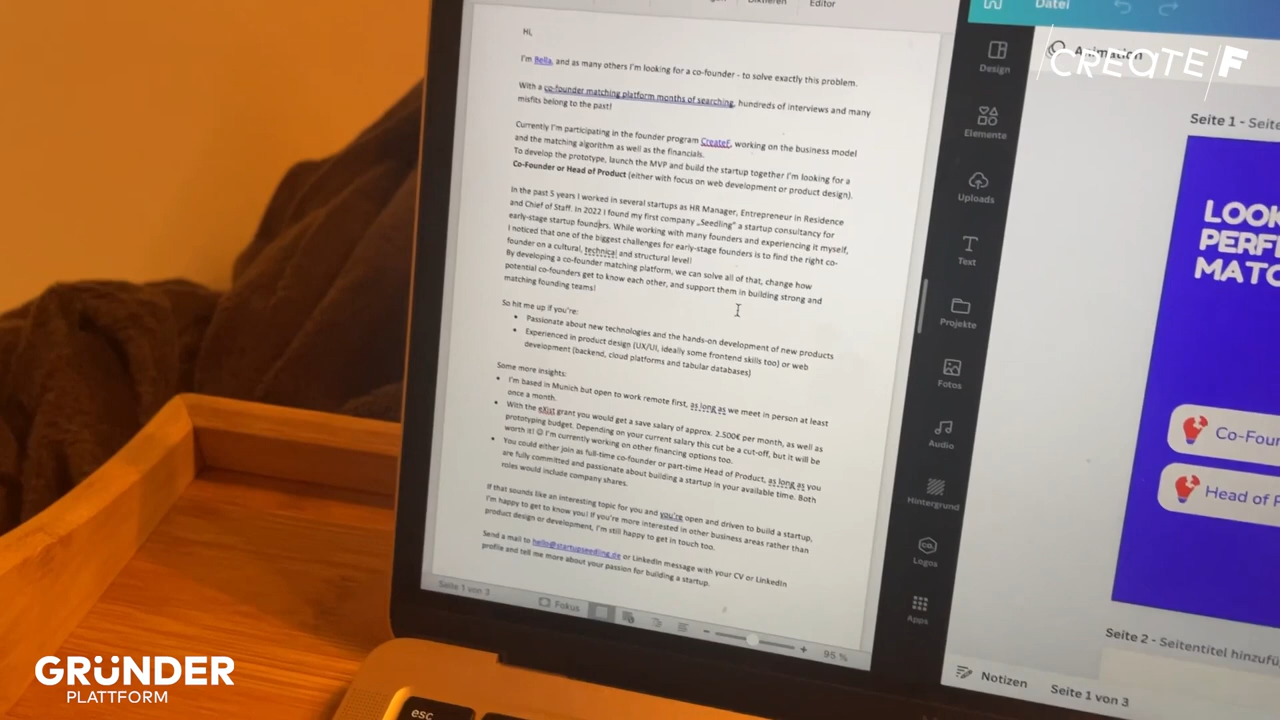 Diktieren
Editor
Hi,
I'm Bella, and as many others I'm looking for a co-founder - to solve exactly this problem.
With a co-founder matching platform months of searching, hundreds of interviews and many
misfits belong to the past!
Currently I'm participating in the founder program CreateF, working on the business model
and the matching algorithm as well as the financials.
To develop the prototype, launch the MVP and build the startup together I'm looking for a
Co-Founder or Head of Product (either with focus on web development or product design).
In the past 5 years I worked in several startups as HR Manager, Entrepreneur in Residence
and Chief of Staff. In 2022 I found my first company „Seedling" a startup consultancy for
early-stage startup founders. While working with many founders and experiencing it myself,
I noticed that one of the biggest challenges for early-stage founders is to find the right co-
founder on a cultural, technical and structural level!
By developing a co-founder matching platform, we can solve all of that, change how
potential co-founders get to know each other, and support them in building strong and
matching founding teams!
So hit me up if you're:
• Passionate about new technologies and the hands-on development of new products
• Experienced in product design (UX/UI, ideally some frontend skills too) or web
development (backend, cloud platforms and tabular databases)
Some more insights:
• I'm based in Munich but open to work remote first, as long as we meet in person at least
once a month.
• With the eXist grant you would get a save salary of approx. 2.500€ per month, as well as
prototyping budget. Depending on your current salary this cut be a cut-off, but it will be
worth it! ☺ I'm currently working on other financing options too.
• You could either join as full-time co-founder or part-time Head of Product, as long as you
are fully committed and passionate about building a startup in your available time. Both
roles would include company shares.
If that sounds like an interesting topic for you and you're open and driven to build a startup,
I'm happy to get to know you! If you're more interested in other business areas rather than
product design or development, I'm still happy to get in touch too.
Send a mail to hello@startupseedling.de or LinkedIn message with your CV or LinkedIn
profile and tell me more about your passion for building a startup.
Seite 1 von 3
Fokus
95 %
Datei
Animation
CREATE F
Design
Elemente
Uploads
Text
Projekte
Fotos
Audio
Hintergrund
Logos
Apps
Seite 1 - Seite
LOOK
PERF
MATC
Co-Foun
Head of P
Seite 2 - Seitentitel hinzufü
Notizen
Seite 1 von 3
esc
GRÜNDER
PLATTFORM